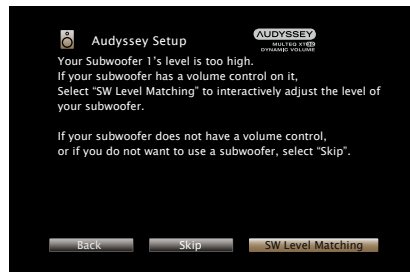 Audyssey Setup
AUDYSSEY
MULTEQ XT32
DYNAMIC VOLUME
Your Subwoofer 1's level is too high.
If your subwoofer has a volume control on it,
Select “SW Level Matching” to interactively adjust the level of
your subwoofer.
If your subwoofer does not have a volume control,
or if you do not want to use a subwoofer, select “Skip”.
Back
Skip
SW Level Matching